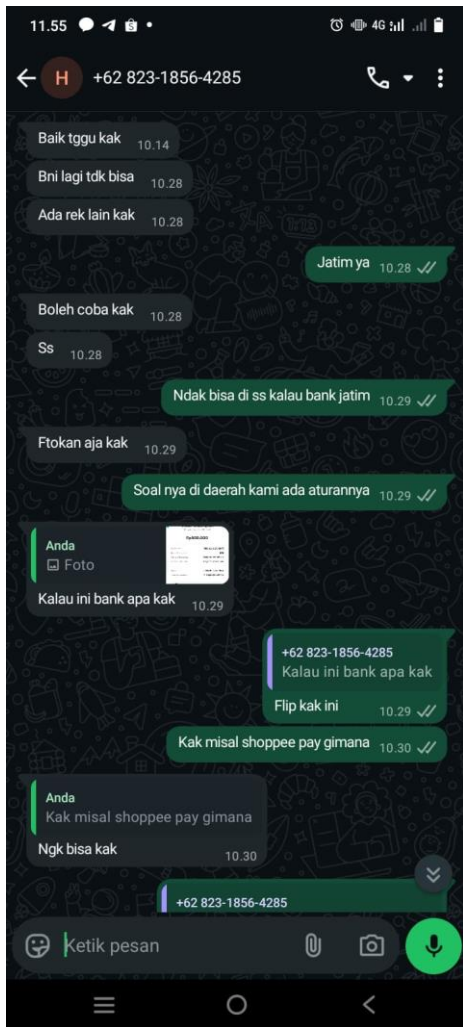 11.55
4G
H +62 823-1856-4285
Baik tggu kak 10.14
Bni lagi tdk bisa 10.28
Ada rek lain kak 10.28
Jatim ya 10.28
Boleh coba kak 10.28
Ss 10.28
Ndak bisa di ss kalau bank jatim 10.29
Ftokan aja kak 10.29
Soal nya di daerah kami ada aturannya 10.29
Anda
Foto
Kalau ini bank apa kak 10.29
+62 823-1856-4285
Kalau ini bank apa kak
Flip kak ini 10.29
Kak misal shoppee pay gimana 10.30
Anda
Kak misal shoppee pay gimana
Ngk bisa kak 10.30
+62 823-1856-4285
Ketik pesan